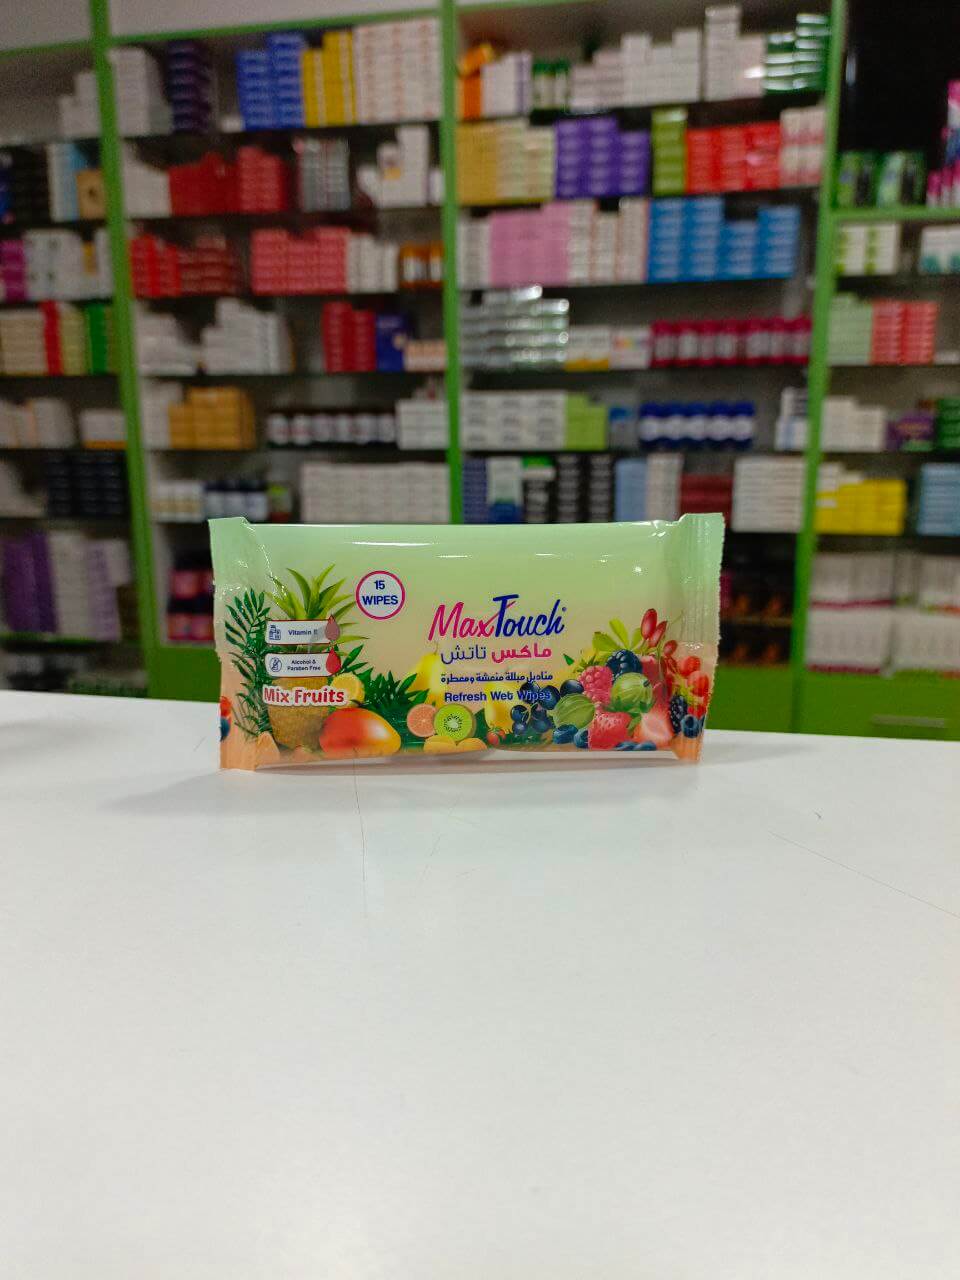 15
WIPES
MaxTouch®
ماكس تاتش
مناديل مبللة منعشة ومعطرة
Refresh Wet Wipes
Vitamin E
Alcohol &
Paraben Free
Mix Fruits